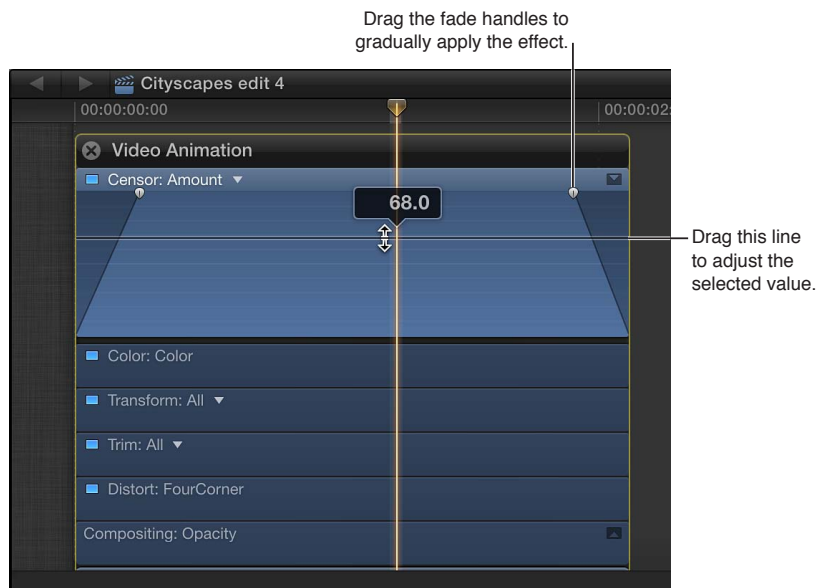 Drag the fade handles to
gradually apply the effect.
Cityscapes edit 4
00:00:00:00
00:00:02:
Video Animation
Censor: Amount
68.0
Drag this line
to adjust the
selected value.
Color: Color
Transform: All
Trim: All
Distort: FourCorner
Compositing: Opacity